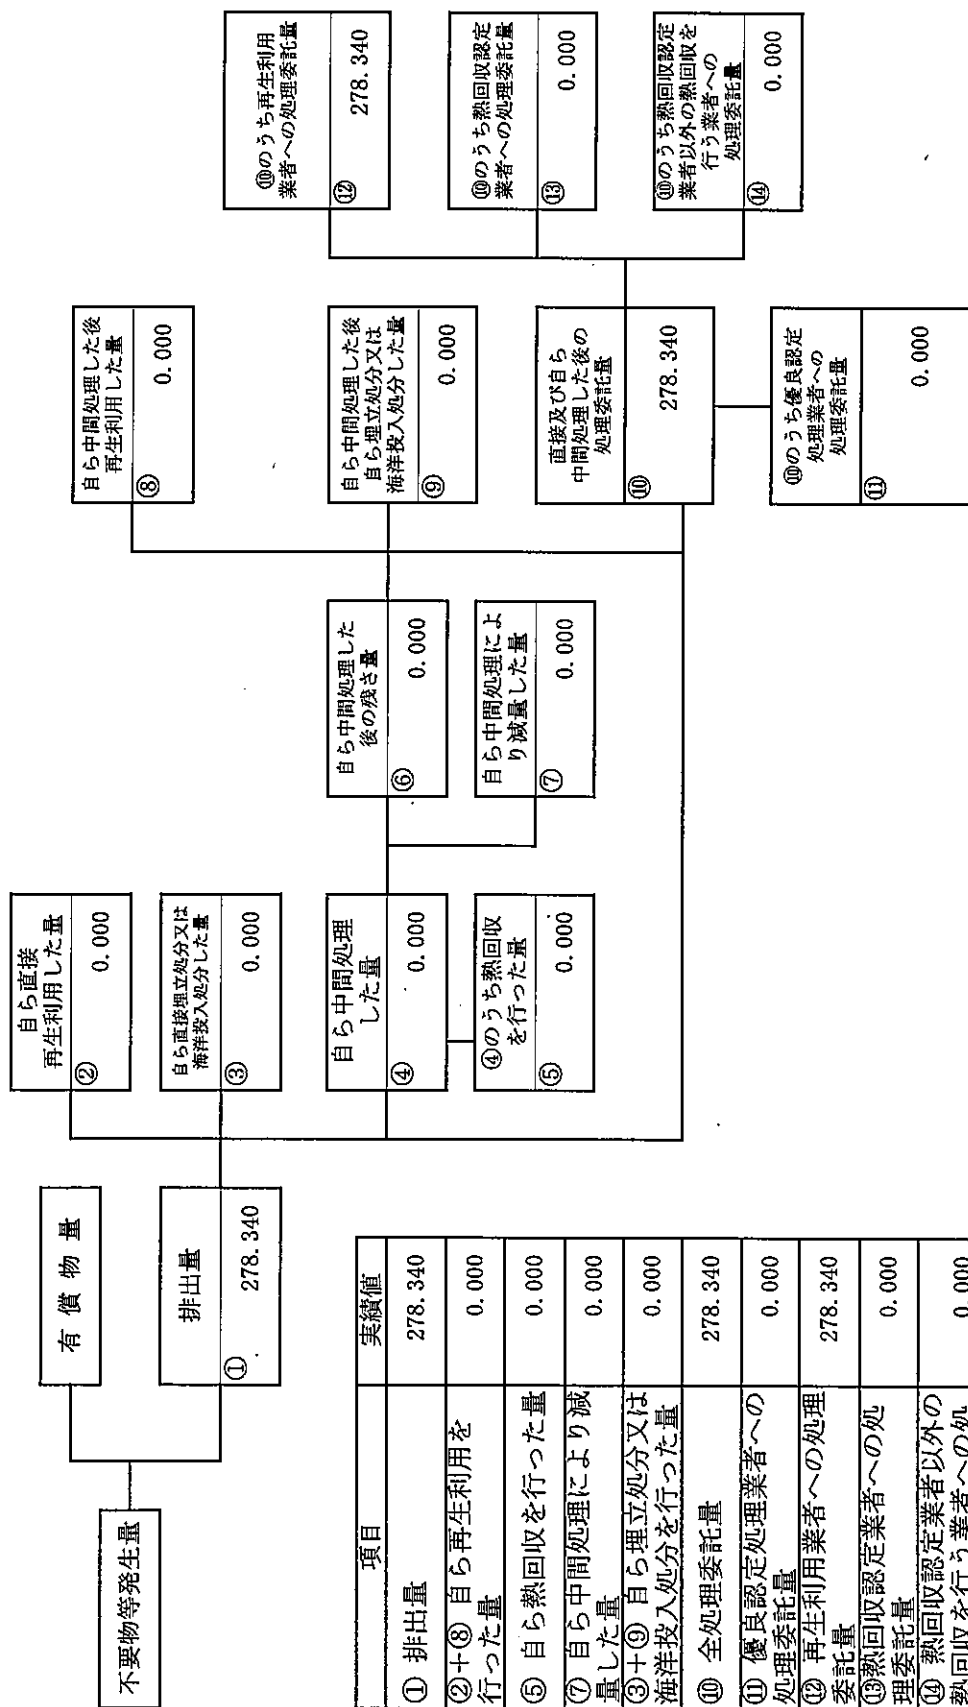 不要物等発生量
有償物量
排出量
①
278.340
自ら直接
再生利用した量
②
0.000
自ら直接埋立処分又は
海洋投入処分した量
③
0.000
自ら中間処理
した量
④
0.000
④のうち熱回収
を行った量
⑤
0.000
自ら中間処理した
後の残さ量
⑥
0.000
自ら中間処理によ
り減量した量
⑦
0.000
自ら中間処理した後
再生利用した量
⑧
0.000
自ら中間処理した後
自ら埋立処分又は
海洋投入処分した量
⑨
0.000
直接及び自ら
中間処理した後の
処理委託量
⑩
278.340
⑩のうち優良認定
処理業者への
処理委託量
⑪
0.000
⑩のうち再生利用
業者への処理委託量
⑫
278.340
⑩のうち熱回収認定
業者への処理委託量
⑬
0.000
⑩のうち熱回収認定
業者以外の熱回収を
行う業者への
処理委託量
⑭
0.000
項目 実績値
① 排出量 278.340
②+⑧ 自ら再生利用を
行った量 0.000
⑤ 自ら熱回収を行った量 0.000
⑦ 自ら中間処理により減
量した量 0.000
③+⑨ 自ら埋立処分又は
海洋投入処分を行った量 0.000
⑩ 全処理委託量 278.340
⑪ 優良認定処理業者への
処理委託量 0.000
⑫ 再生利用業者への処理
委託量 278.340
⑬熱回収認定業者への処
理委託量 0.000
⑭ 熱回収認定業者以外の
熱回収を行う業者への処 0.000